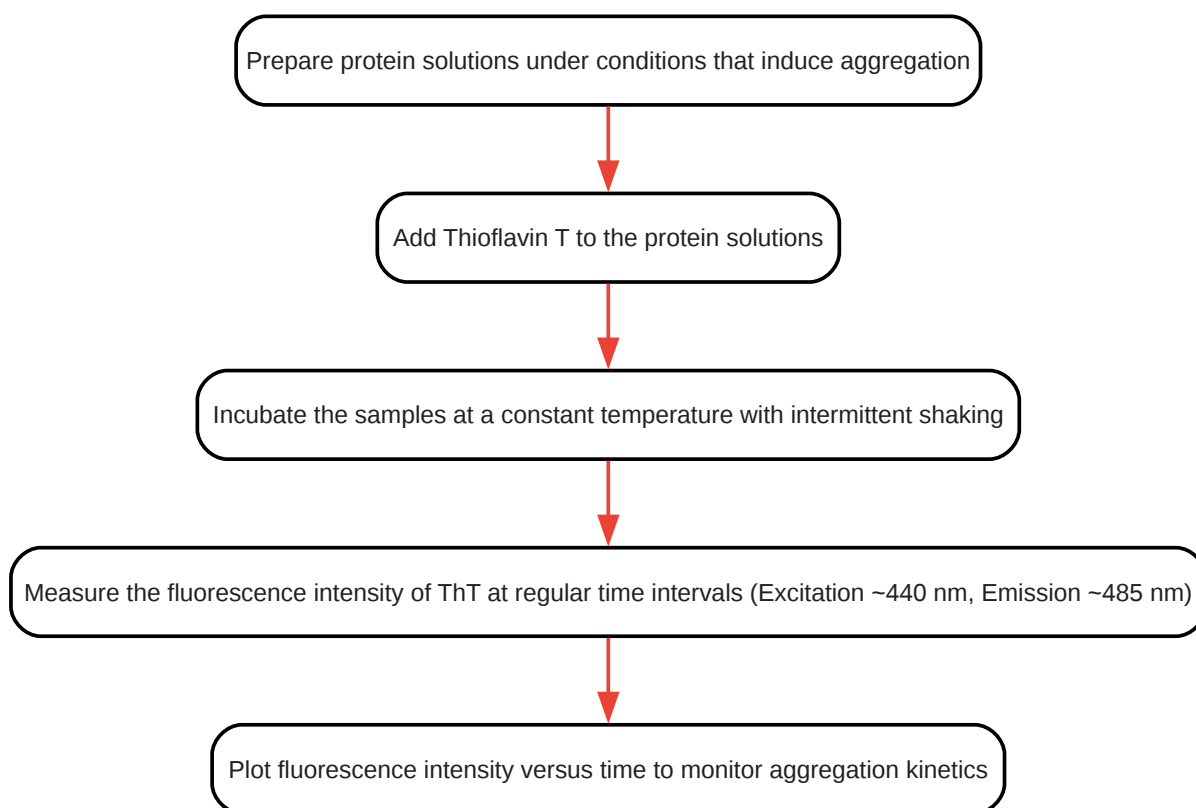 Prepare protein solutions under conditions that induce aggregation
Add Thioflavin T to the protein solutions
Incubate the samples at a constant temperature with intermittent shaking
Measure the fluorescence intensity of ThT at regular time intervals (Excitation ~440 nm, Emission ~485 nm)
Plot fluorescence intensity versus time to monitor aggregation kinetics